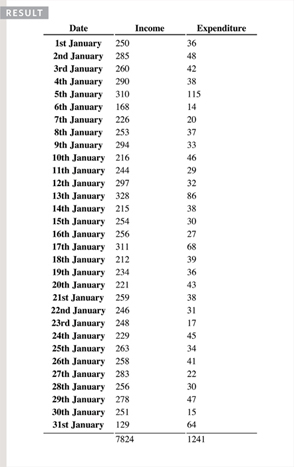 RESULT
Date Income Expenditure
1st January 250 36
2nd January 285 48
3rd January 260 42
4th January 290 38
5th January 310 115
6th January 168 14
7th January 226 20
8th January 253 37
9th January 294 33
10th January 216 46
11th January 244 29
12th January 297 32
13th January 328 86
14th January 215 38
15th January 254 30
16th January 256 27
17th January 311 68
18th January 212 39
19th January 234 36
20th January 221 43
21st January 259 38
22nd January 246 31
23rd January 248 17
24th January 229 45
25th January 263 34
26th January 258 41
27th January 283 22
28th January 256 30
29th January 278 47
30th January 251 15
31st January 129 64
7824 1241